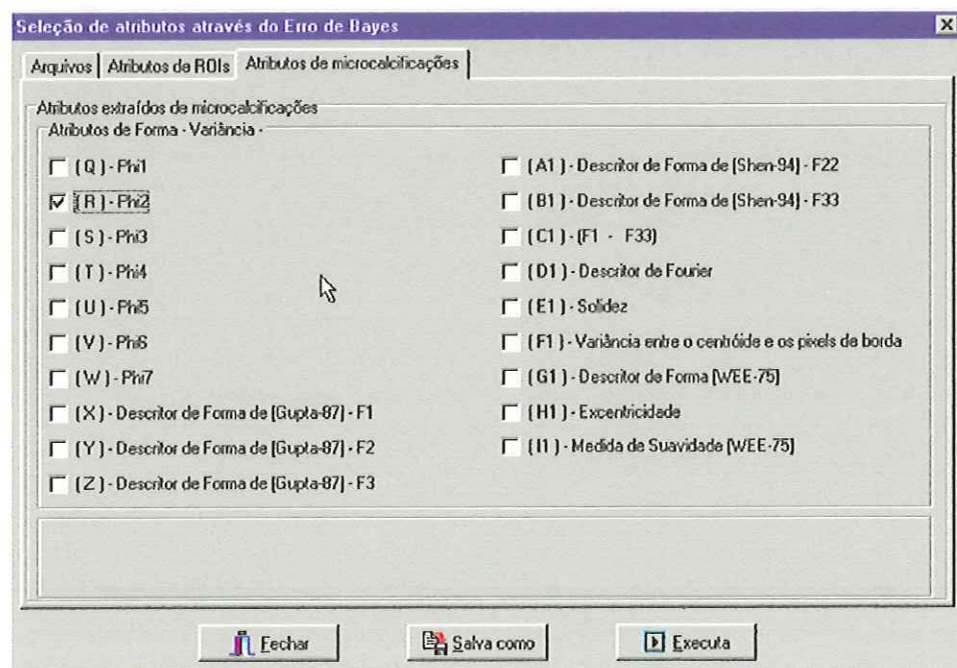 Seleção de atributos através do Erro de Bayes
Arquivos
Atributos de ROIs
Atributos de microcalcificações
Atributos extraídos de microcalcificações
Atributos de Forma - Variância -
( Q ) - Phi1
( R ) - Phi2
( S ) - Phi3
( T ) - Phi4
( U ) - Phi5
( V ) - Phi6
( W ) - Phi7
( X ) - Descritor de Forma de [Gupta-87] - F1
( Y ) - Descritor de Forma de [Gupta-87] - F2
( Z ) - Descritor de Forma de [Gupta-87] - F3
( A1 ) - Descritor de Forma de [Shen-94] - F22
( B1 ) - Descritor de Forma de [Shen-94] - F33
( C1 ) - (F1 - F33)
( D1 ) - Descritor de Fourier
( E1 ) - Solidez
( F1 ) - Variância entre o centróide e os pixels de borda
( G1 ) - Descritor de Forma [WEE-75]
( H1 ) - Excentricidade
( I1 ) - Medida de Suavidade [WEE-75]
Fechar
Salva como
Executa